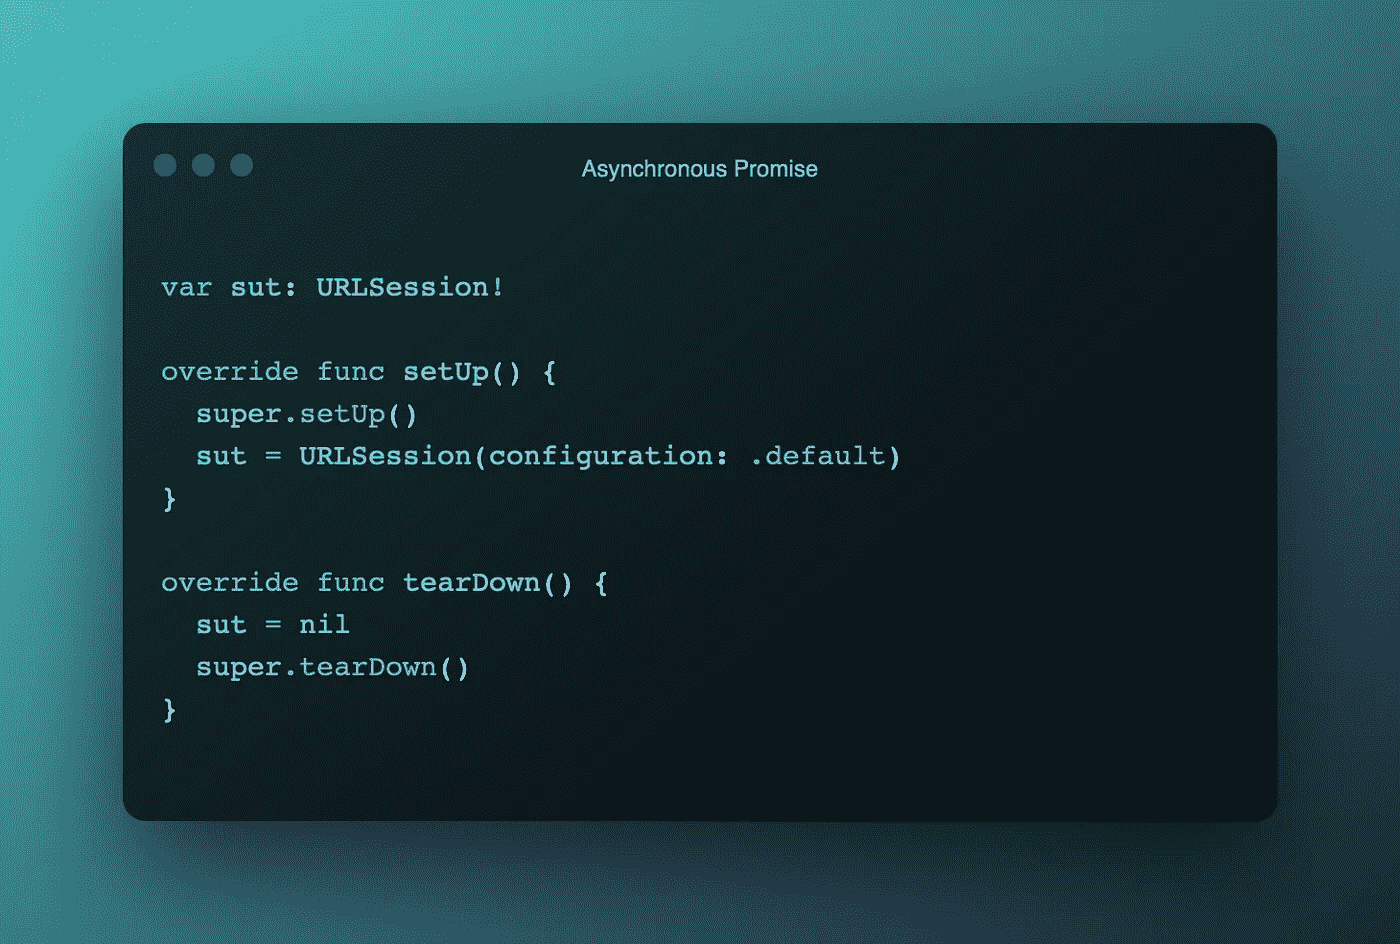 Asynchronous Promise
var sut: URLSession!
override func setUp() {
super.setUp()
sut = URLSession(configuration: .default)
}
override func tearDown() {
sut = nil
super.tearDown()
}